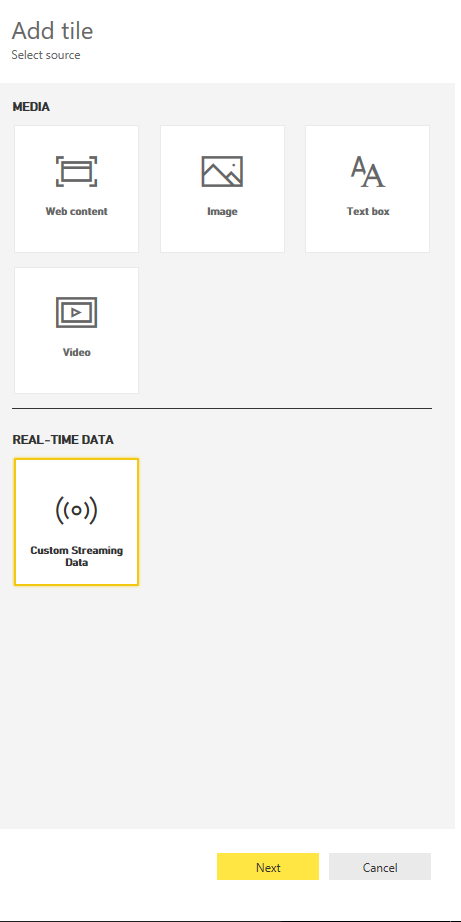 Add tile
Select source
MEDIA
Web content
Image
Text box
Video
REAL-TIME DATA
Custom Streaming
Data
Next
Cancel